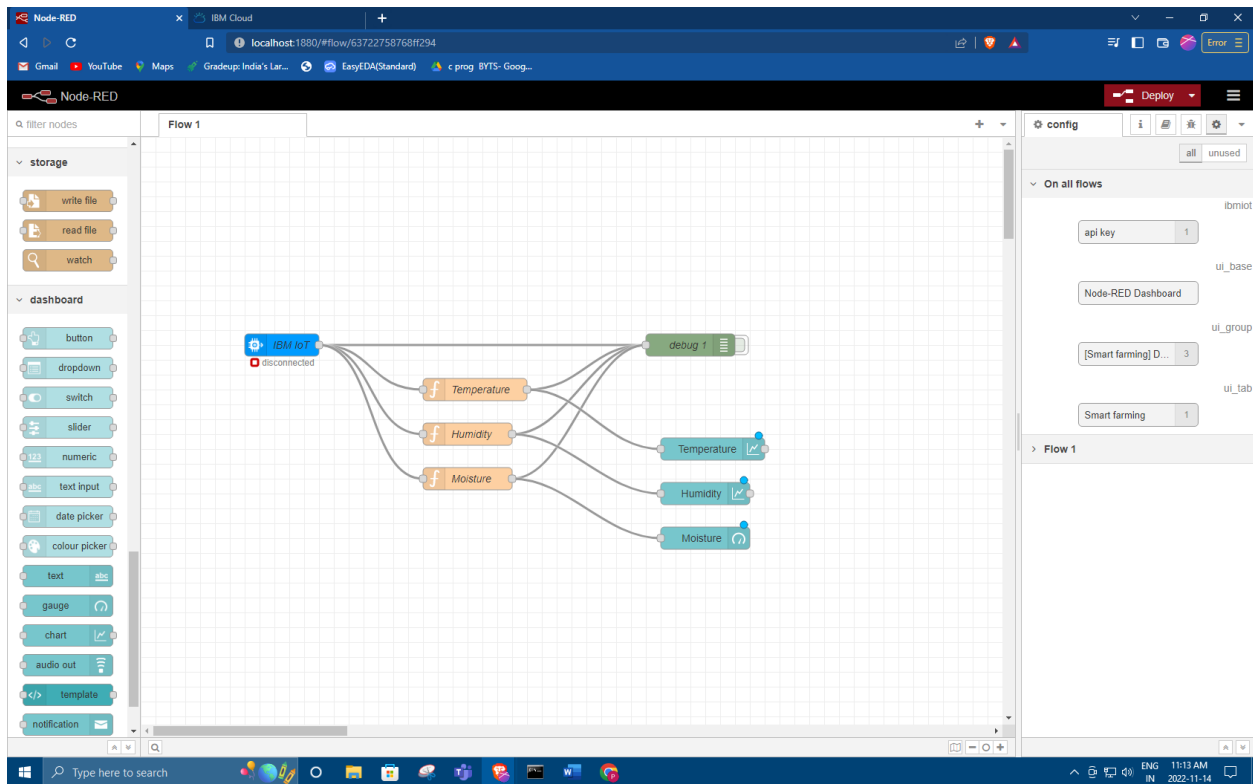 Node-RED
IBM Cloud
localhost:1880/#flow/63722758768ff294
Error
Gmail YouTube Maps Gradeup: India's Lar... EasyEDA(Standard) c prog BYTS- Goog...
Node-RED
Deploy
filter nodes
storage
write file
read file
watch
dashboard
button
dropdown
switch
slider
123 numeric
abc text input
date picker
colour picker
text abc
gauge
chart
audio out
</> template
notification
Flow 1
IBM IoT
disconnected
debug 1
Temperature
Humidity
Moisture
Temperature
Humidity
Moisture
config
i
all unused
On all flows
ibmiot
api key 1
ui_base
Node-RED Dashboard
ui_group
[Smart farming] D... 3
ui_tab
Smart farming 1
Flow 1
Type here to search
ENG
IN
11:13 AM
2022-11-14